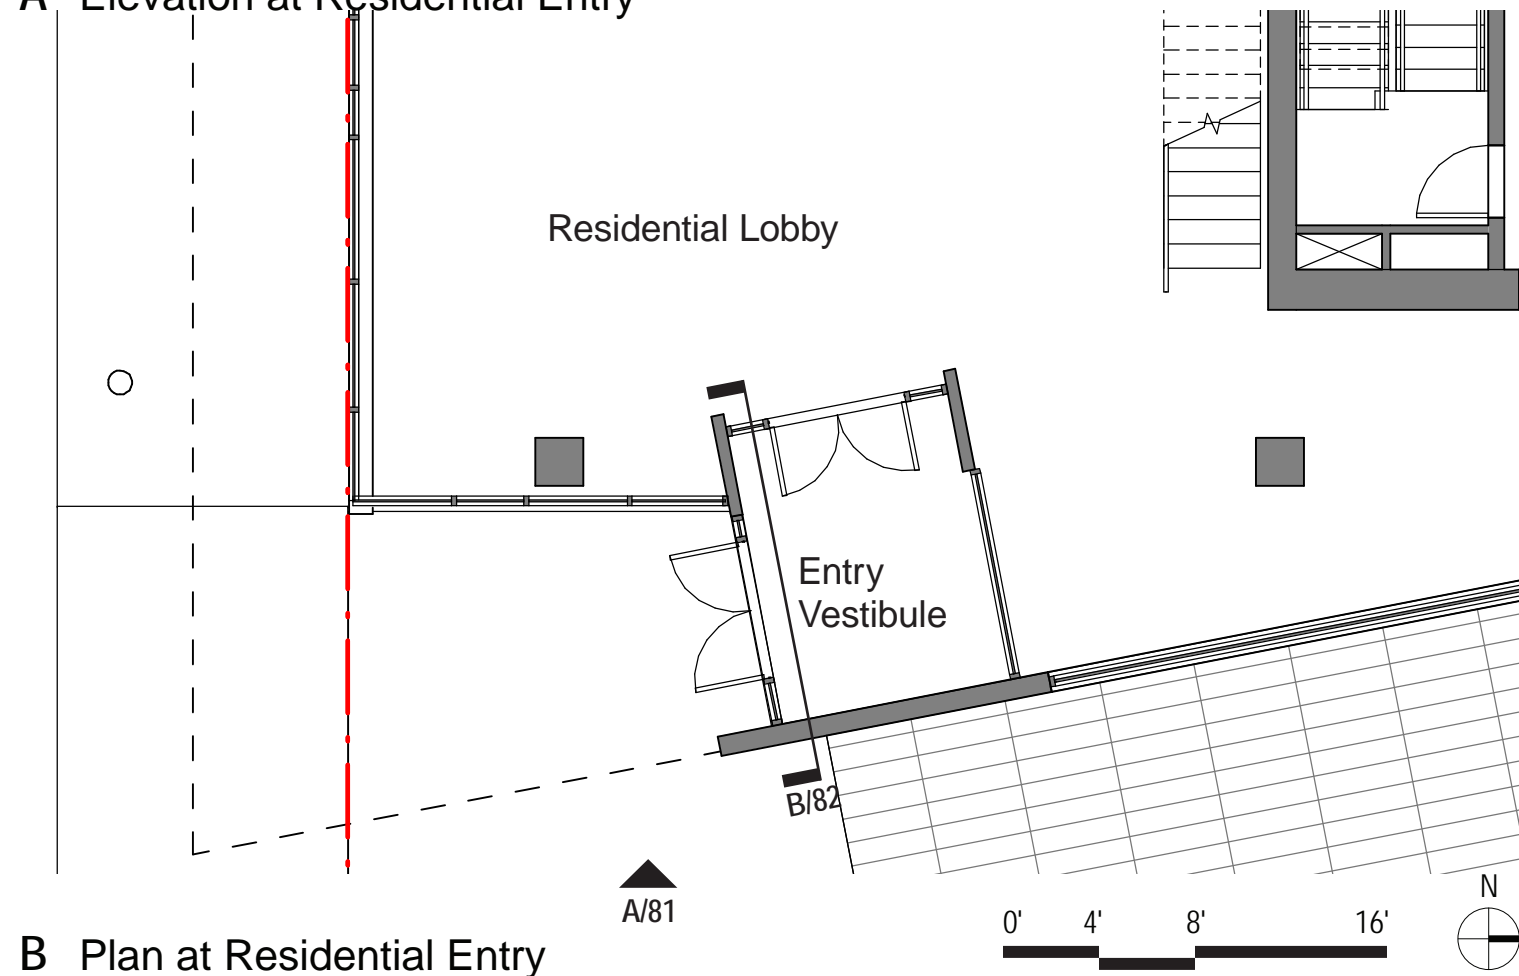 A Elevation at Residential Entry
Residential Lobby
Entry
Vestibule
B/82
A/81
0' 4' 8' 16'
N
B Plan at Residential Entry